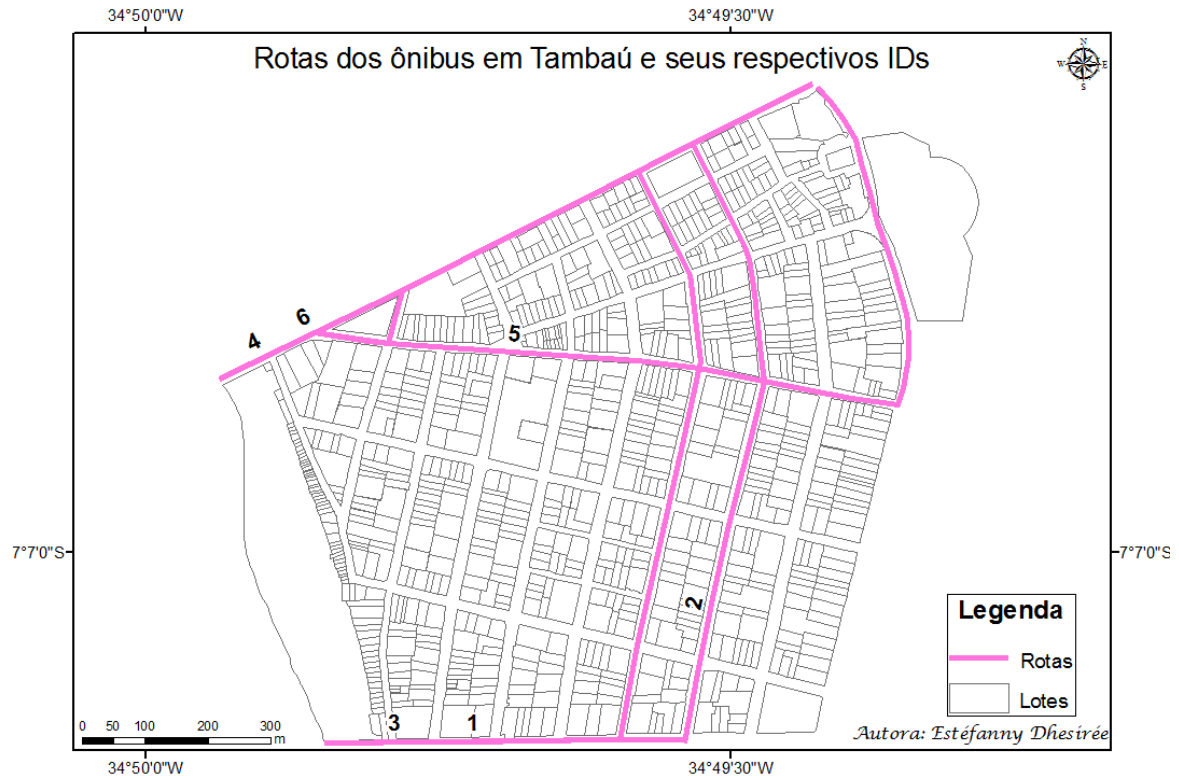 34°50'0"W
34°49'30"W
Rotas dos ônibus em Tambaú e seus respectivos IDs
N
W
E
S
6
4
5
7°7'0"S
7°7'0"S
2
Legenda
Rotas
Lotes
3
1
0 50 100 200 300
m
Autora: Estéfanny Dhesirée
34°50'0"W
34°49'30"W